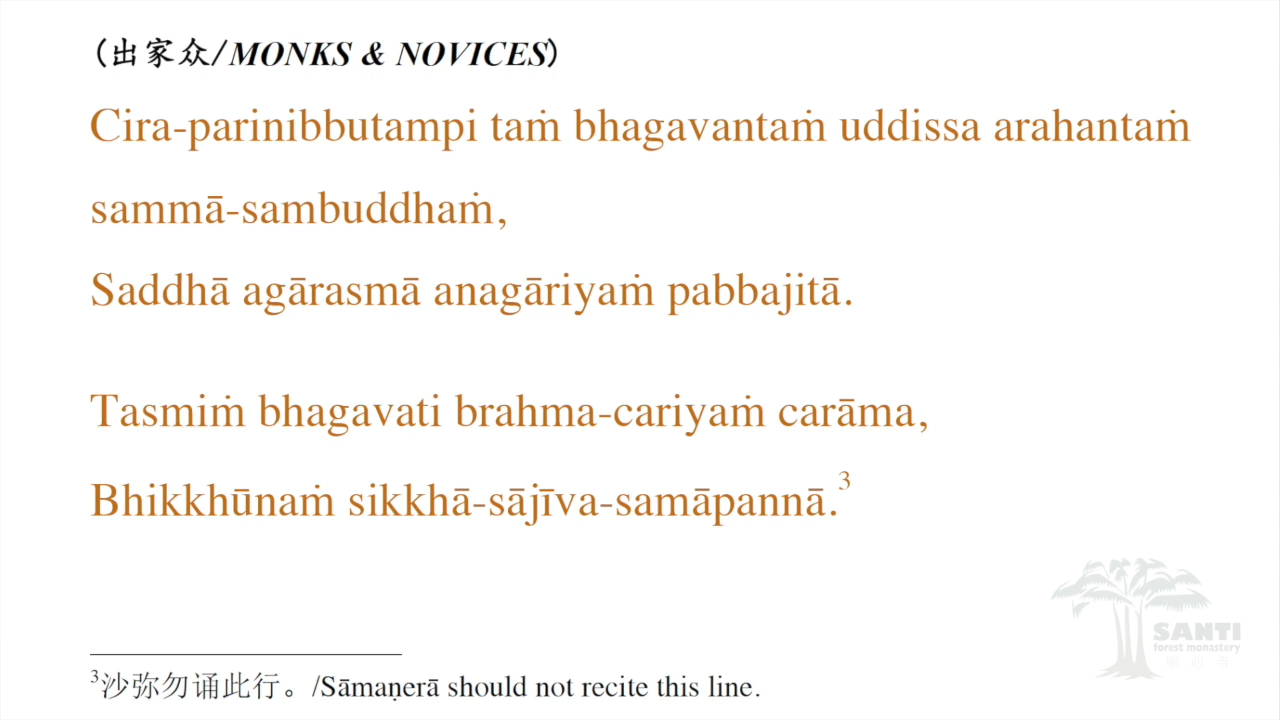 (出家众/MONKS & NOVICES)
Cira-parinibbutampi taṁ bhagavantaṁ uddissa arahantaṁ
sammā-sambuddhaṁ,
Saddhā agārasmā anagāriyaṁ pabbajitā.
Tasmiṁ bhagavati brahma-cariyaṁ carāma,
Bhikkhūnaṁ sikkhā-sājīva-samāpannā.3
3沙弥勿诵此行。/Sāmaṇerā should not recite this line.
SANTI
forest monastery